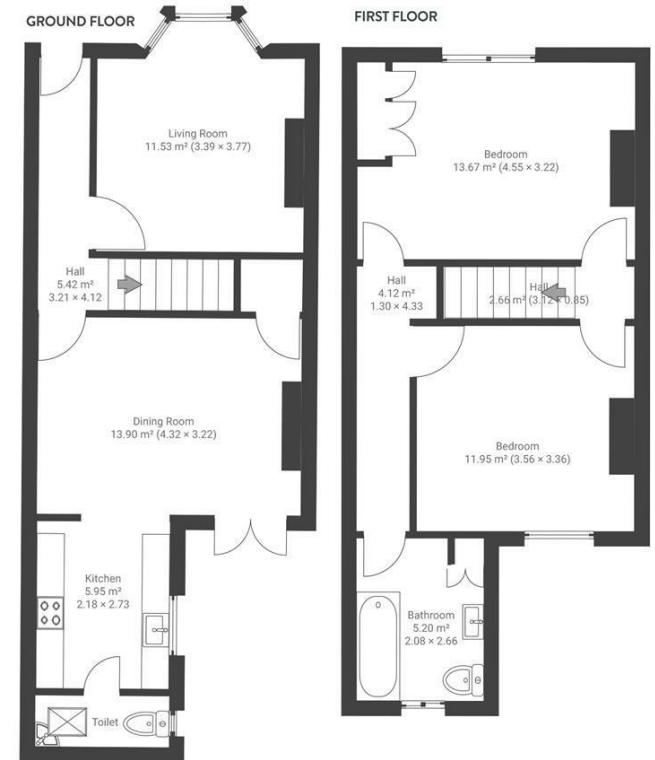 GROUND FLOOR
Living Room
11.53 m² (3.39 × 3.77)
Hall
5.42 m²
3.21 × 4.12
Dining Room
13.90 m² (4.32 × 3.22)
Kitchen
5.95 m²
2.18 × 2.73
Toilet
FIRST FLOOR
Bedroom
13.67 m² (4.55 × 3.22)
Hall
4.12 m²
1.30 × 4.33
Hall
2.66 m² (3.12 × 0.85)
Bedroom
11.95 m² (3.56 × 3.36)
Bathroom
5.20 m²
2.08 × 2.66